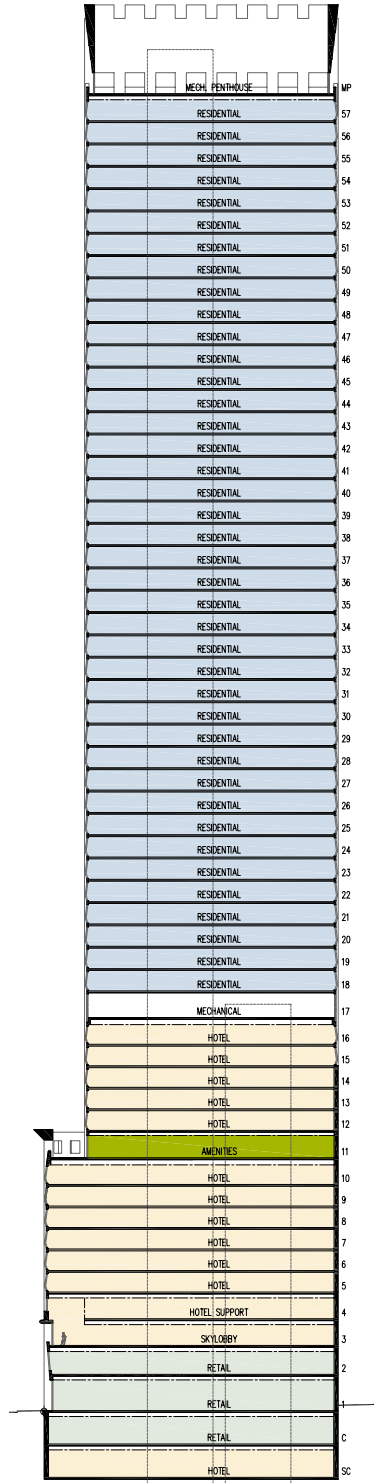 MECH. PENTHOUSE MP
RESIDENTIAL 57
RESIDENTIAL 56
RESIDENTIAL 55
RESIDENTIAL 54
RESIDENTIAL 53
RESIDENTIAL 52
RESIDENTIAL 51
RESIDENTIAL 50
RESIDENTIAL 49
RESIDENTIAL 48
RESIDENTIAL 47
RESIDENTIAL 46
RESIDENTIAL 45
RESIDENTIAL 44
RESIDENTIAL 43
RESIDENTIAL 42
RESIDENTIAL 41
RESIDENTIAL 40
RESIDENTIAL 39
RESIDENTIAL 38
RESIDENTIAL 37
RESIDENTIAL 36
RESIDENTIAL 35
RESIDENTIAL 34
RESIDENTIAL 33
RESIDENTIAL 32
RESIDENTIAL 31
RESIDENTIAL 30
RESIDENTIAL 29
RESIDENTIAL 28
RESIDENTIAL 27
RESIDENTIAL 26
RESIDENTIAL 25
RESIDENTIAL 24
RESIDENTIAL 23
RESIDENTIAL 22
RESIDENTIAL 21
RESIDENTIAL 20
RESIDENTIAL 19
RESIDENTIAL 18
MECHANICAL 17
HOTEL 16
HOTEL 15
HOTEL 14
HOTEL 13
HOTEL 12
AMENITIES 11
HOTEL 10
HOTEL 9
HOTEL 8
HOTEL 7
HOTEL 6
HOTEL 5
HOTEL SUPPORT 4
SKYLOBBY 3
RETAIL 2
RETAIL 1
RETAIL C
HOTEL SC